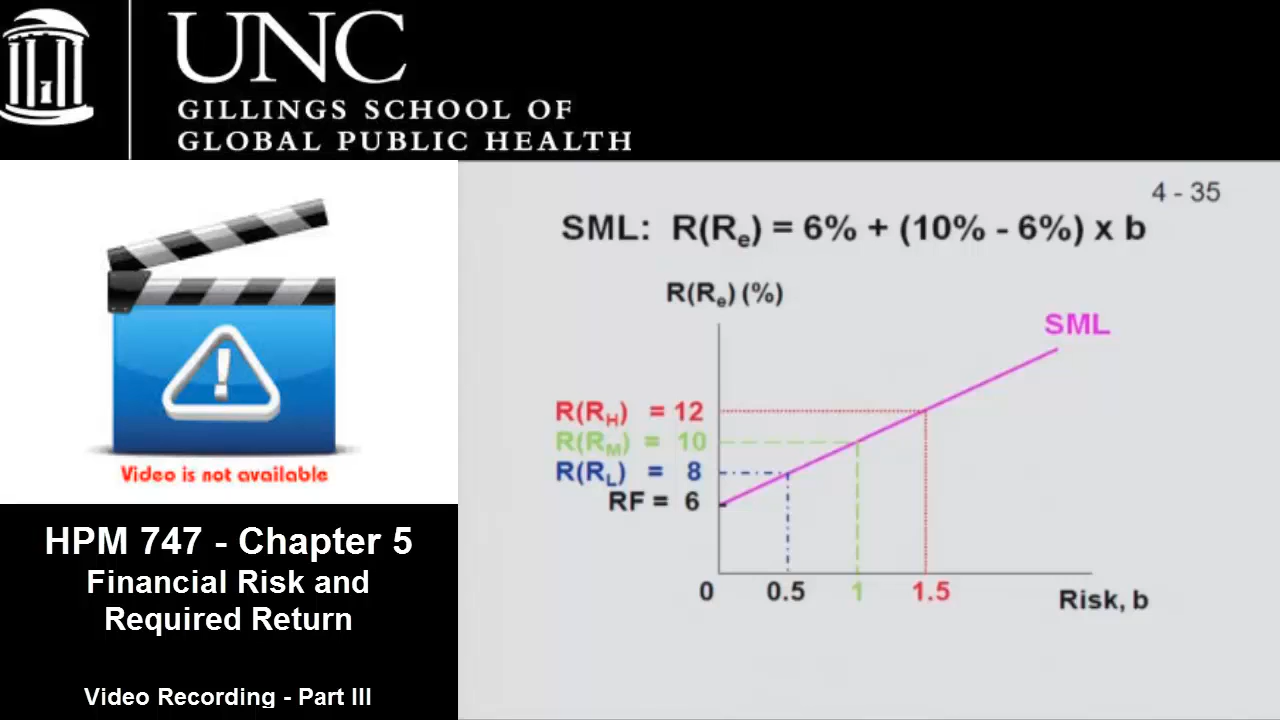 UNC
GILLINGS SCHOOL OF
GLOBAL PUBLIC HEALTH
Video is not available
HPM 747 - Chapter 5
Financial Risk and
Required Return
Video Recording - Part III
4 - 35
SML: R(Re) = 6% + (10% - 6%) x b
R(Re) (%)
SML
R(RH) = 12
R(RM) = 10
R(RL) = 8
RF = 6
0 0.5 1 1.5
Risk, b